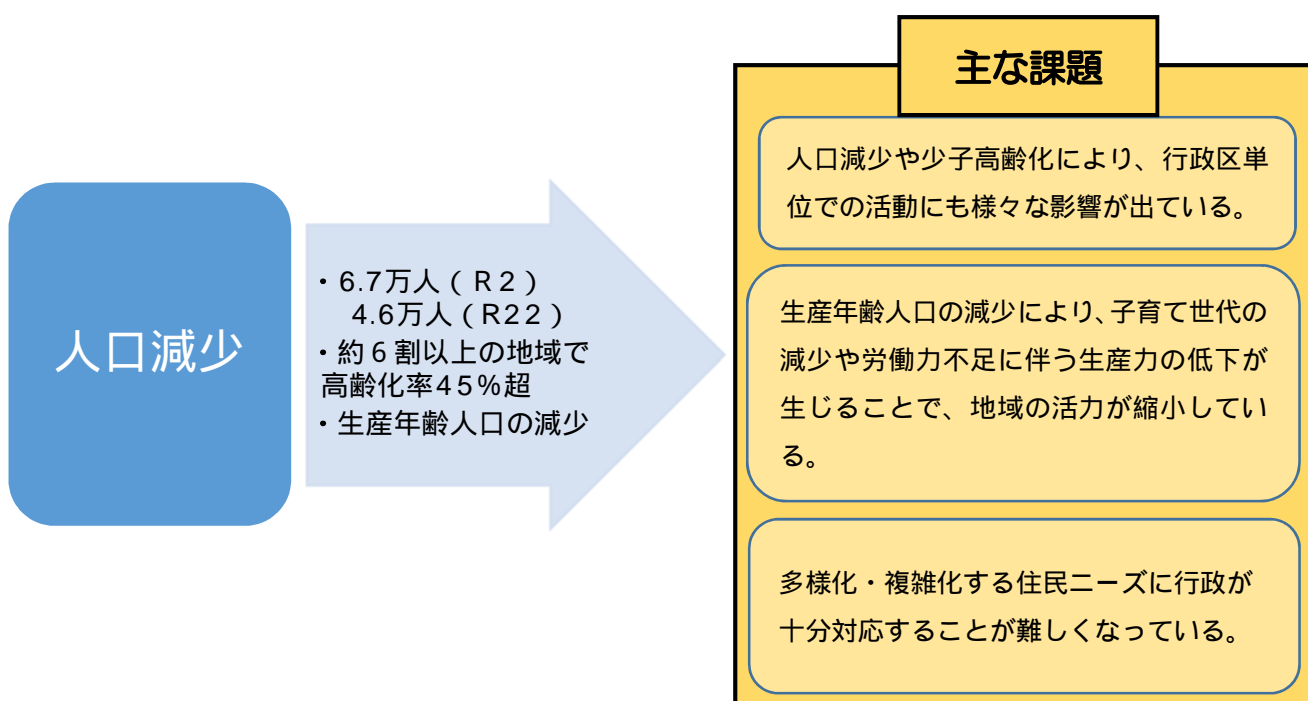 人口減少
・6.7万人(R2)
4.6万人(R22)
・約6割以上の地域で
高齢化率45%超
・生産年齢人口の減少
主な課題
人口減少や少子高齢化により、行政区単
位での活動にも様々な影響が出ている。
生産年齢人口の減少により、子育て世代の
減少や労働力不足に伴う生産力の低下が
生じることで、地域の活力が縮小してい
る。
多様化・複雑化する住民ニーズに行政が
十分対応することが難しくなっている。